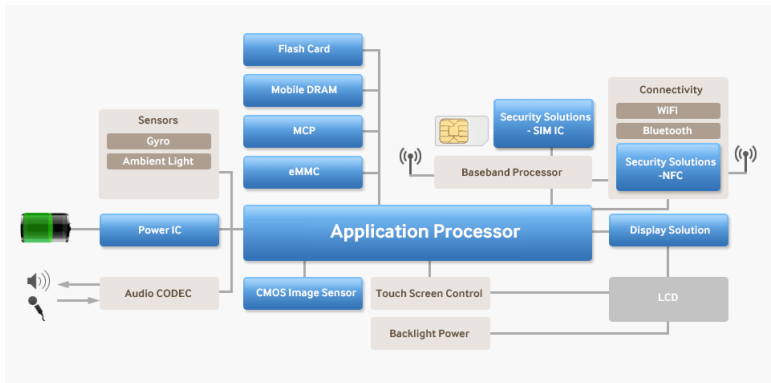 Flash Card
Mobile DRAM
MCP
eMMC
Sensors
Gyro
Ambient Light
Security Solutions
- SIM IC
Connectivity
WiFi
Bluetooth
Security Solutions
-NFC
Baseband Processor
Power IC
Application Processor
Display Solution
Audio CODEC
CMOS Image Sensor
Touch Screen Control
LCD
Backlight Power